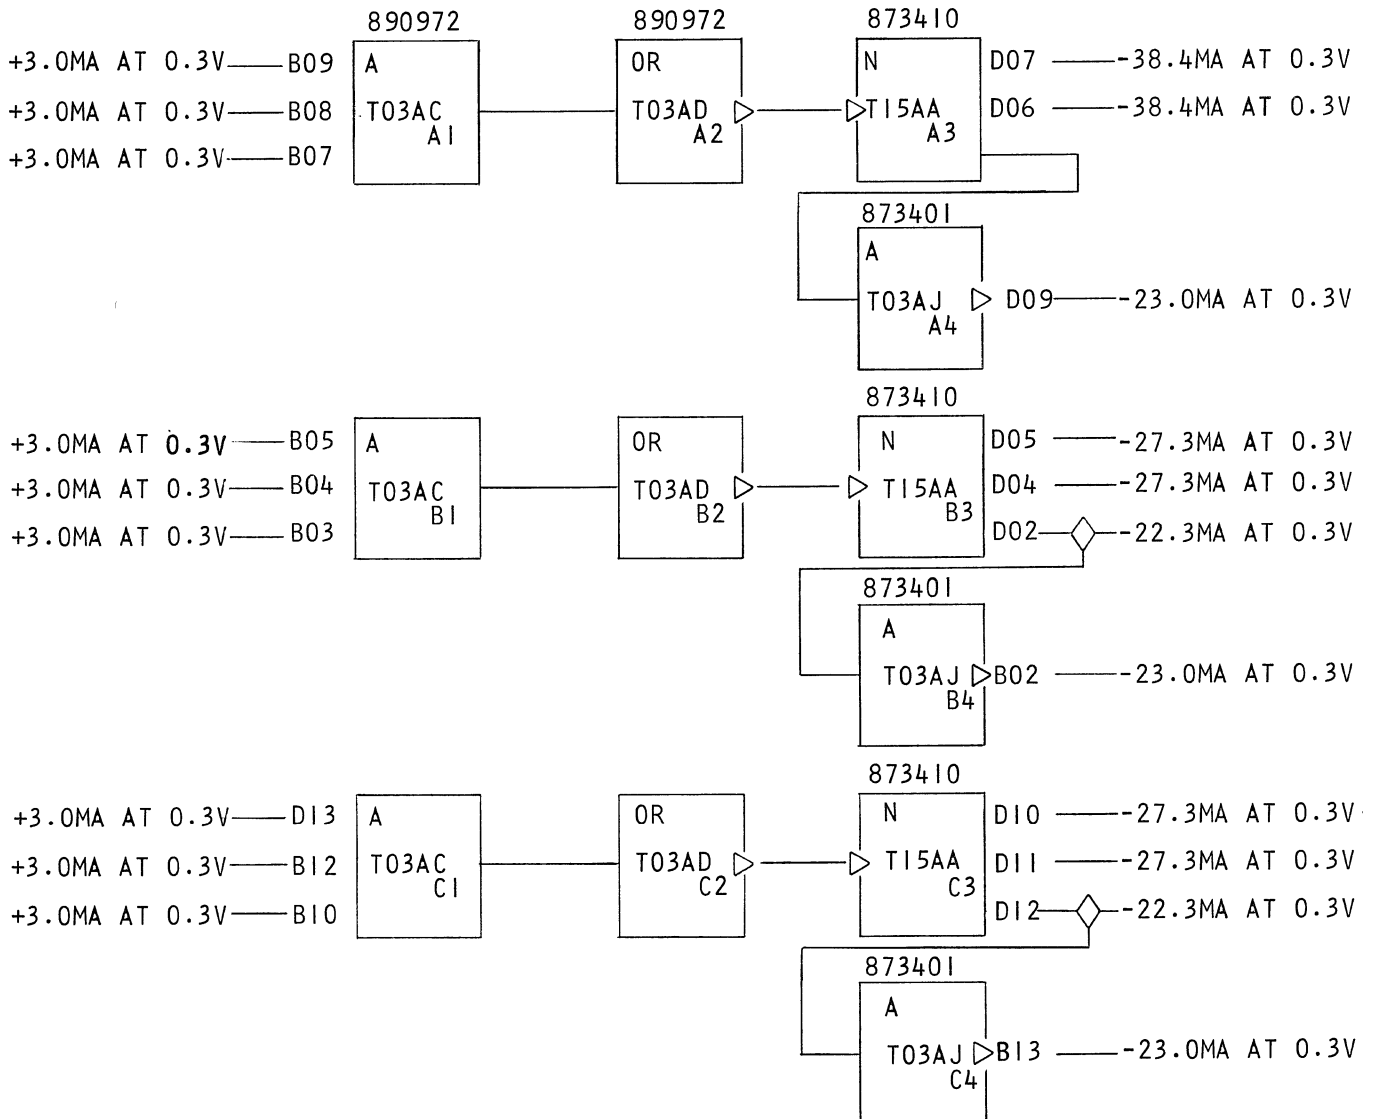 890972 890972 873410
+3.0MA AT 0.3V B09 A OR N D07 -38.4MA AT 0.3V
+3.0MA AT 0.3V B08 T03AC T03AD T15AA D06 -38.4MA AT 0.3V
A1 A2 A3
+3.0MA AT 0.3V B07
873401
A
T03AJ D09 -23.0MA AT 0.3V
A4
873410
+3.0MA AT 0.3V B05 A OR N D05 -27.3MA AT 0.3V
+3.0MA AT 0.3V B04 T03AC T03AD T15AA D04 -27.3MA AT 0.3V
B1 B2 B3
+3.0MA AT 0.3V B03 D02 -22.3MA AT 0.3V
873401
A
T03AJ B02 -23.0MA AT 0.3V
B4
873410
+3.0MA AT 0.3V D13 A OR N D10 -27.3MA AT 0.3V
+3.0MA AT 0.3V B12 T03AC T03AD T15AA D11 -27.3MA AT 0.3V
C1 C2 C3
+3.0MA AT 0.3V B10 D12 -22.3MA AT 0.3V
873401
A
T03AJ B13 -23.0MA AT 0.3V
C4